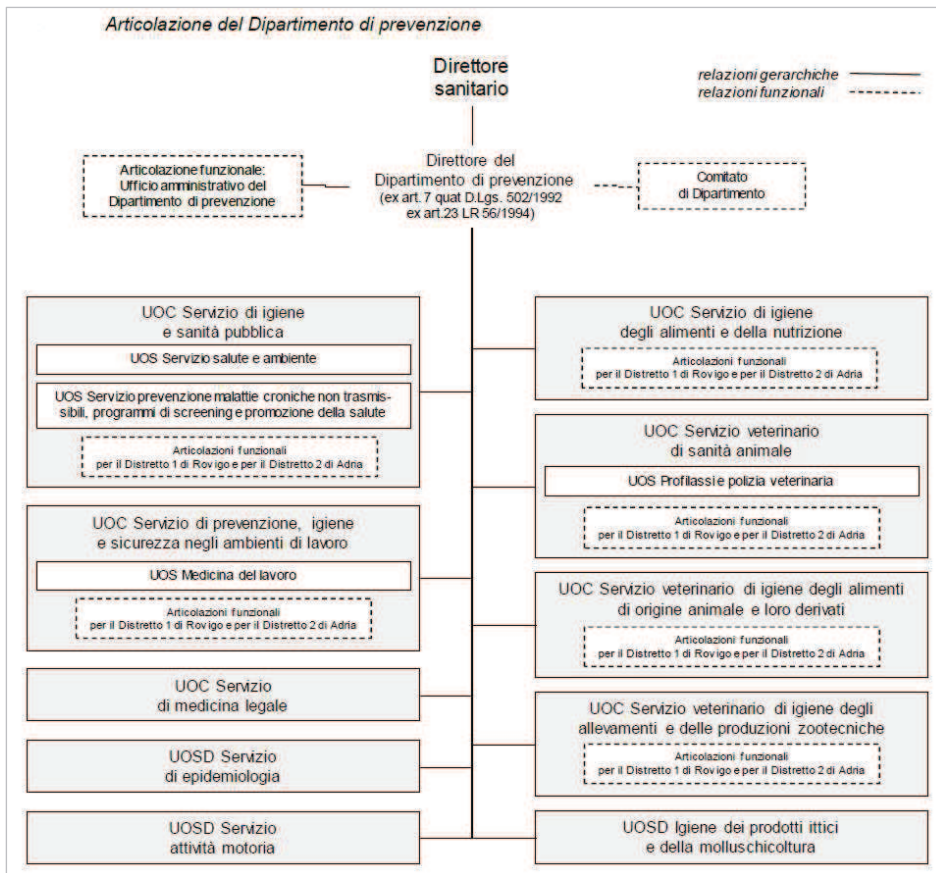 Articolazione del Dipartimento di prevenzione
Direttore
sanitario
relazioni gerarchiche
relazioni funzionali
Articolazione funzionale:
Ufficio amministrativo del
Dipartimento di prevenzione
Direttore del
Dipartimento di prevenzione
(ex art. 7 quat D.Lgs. 502/1992
ex art.23 LR 56/1994)
Comitato
di Dipartimento
UOC Servizio di igiene
e sanità pubblica
UOS Servizio salute e ambiente
UOS Servizio prevenzione malattie croniche non trasmis-
sibili, programmi di screening e promozione della salute
Articolazioni funzionali
per il Distretto 1 di Rovigo e per il Distretto 2 di Adria
UOC Servizio di prevenzione, igiene
e sicurezza negli ambienti di lavoro
UOS Medicina del lavoro
Articolazioni funzionali
per il Distretto 1 di Rovigo e per il Distretto 2 di Adria
UOC Servizio
di medicina legale
UOSD Servizio
di epidemiologia
UOSD Servizio
attività motoria
UOC Servizio di igiene
degli alimenti e della nutrizione
Articolazioni funzionali
per il Distretto 1 di Rovigo e per il Distretto 2 di Adria
UOC Servizio veterinario
di sanità animale
UOS Profilassi e polizia veterinaria
Articolazioni funzionali
per il Distretto 1 di Rovigo e per il Distretto 2 di Adria
UOC Servizio veterinario di igiene degli alimenti
di origine animale e loro derivati
Articolazioni funzionali
per il Distretto 1 di Rovigo e per il Distretto 2 di Adria
UOC Servizio veterinario di igiene degli
allevamenti e delle produzioni zootecniche
Articolazioni funzionali
per il Distretto 1 di Rovigo e per il Distretto 2 di Adria
UOSD Igiene dei prodotti ittici
e della molluschicoltura